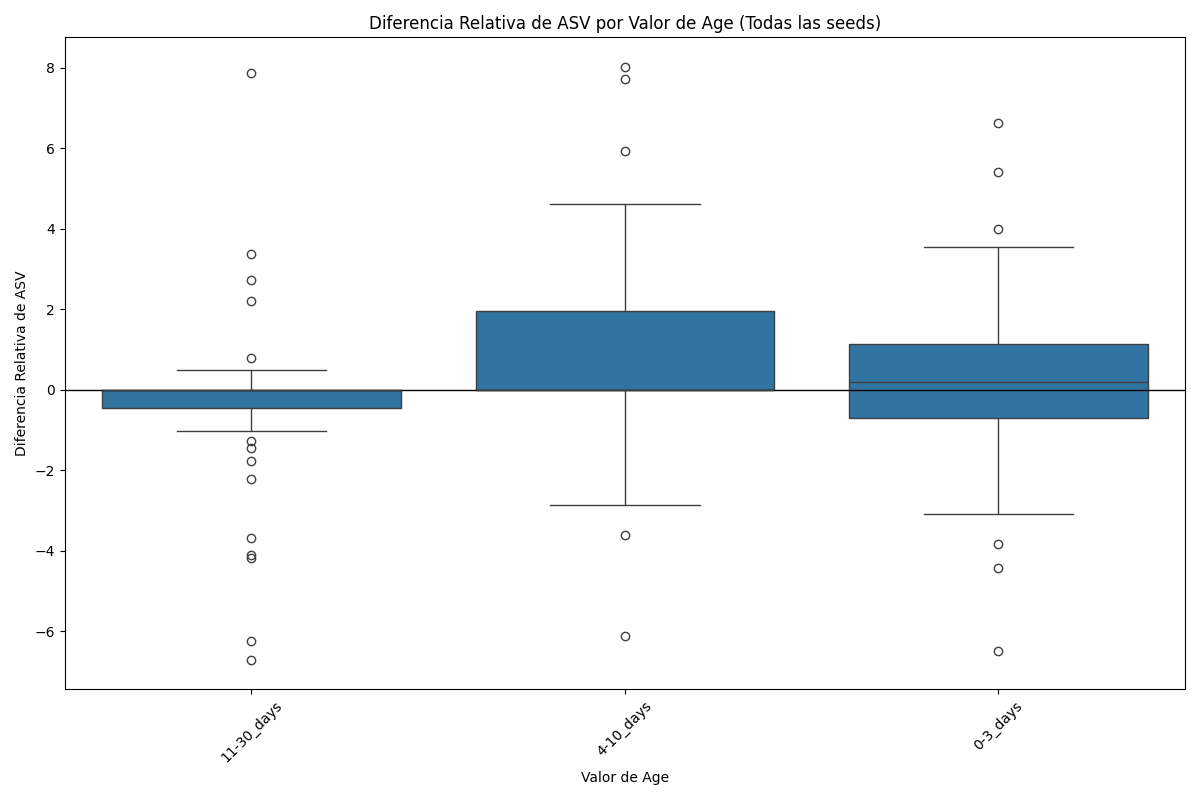 Diferencia Relativa de ASV por Valor de Age (Todas las seeds)
Diferencia Relativa de ASV
8
6
4
2
0
−2
−4
−6
11-30_days
4-10_days
0-3_days
Valor de Age